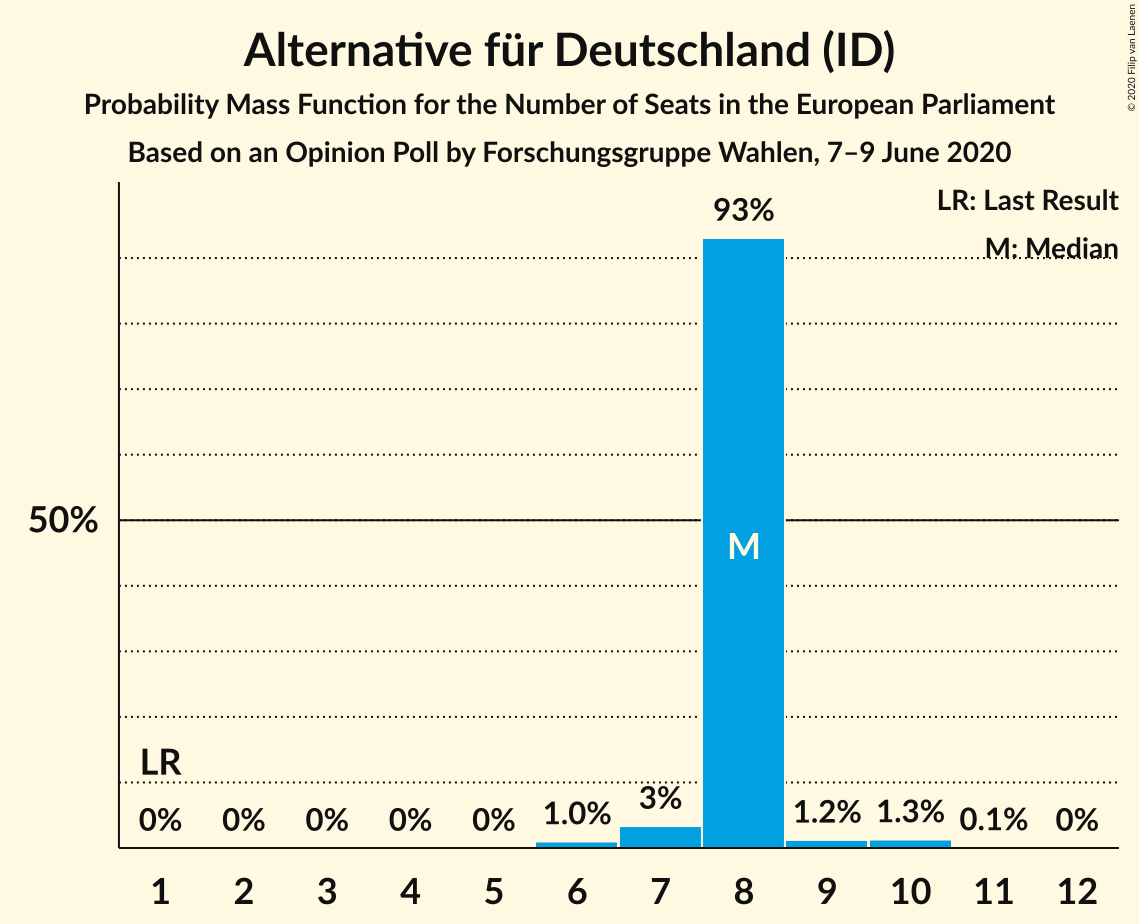 Alternative für Deutschland (ID)
Probability Mass Function for the Number of Seats in the European Parliament
Based on an Opinion Poll by Forschungsgruppe Wahlen, 7–9 June 2020
© 2020 Filip van Laenen
LR: Last Result
M: Median
93%
50%
M
LR
0% 0% 0% 0% 0% 1.0% 3% 1.2% 1.3% 0.1% 0%
1 2 3 4 5 6 7 8 9 10 11 12